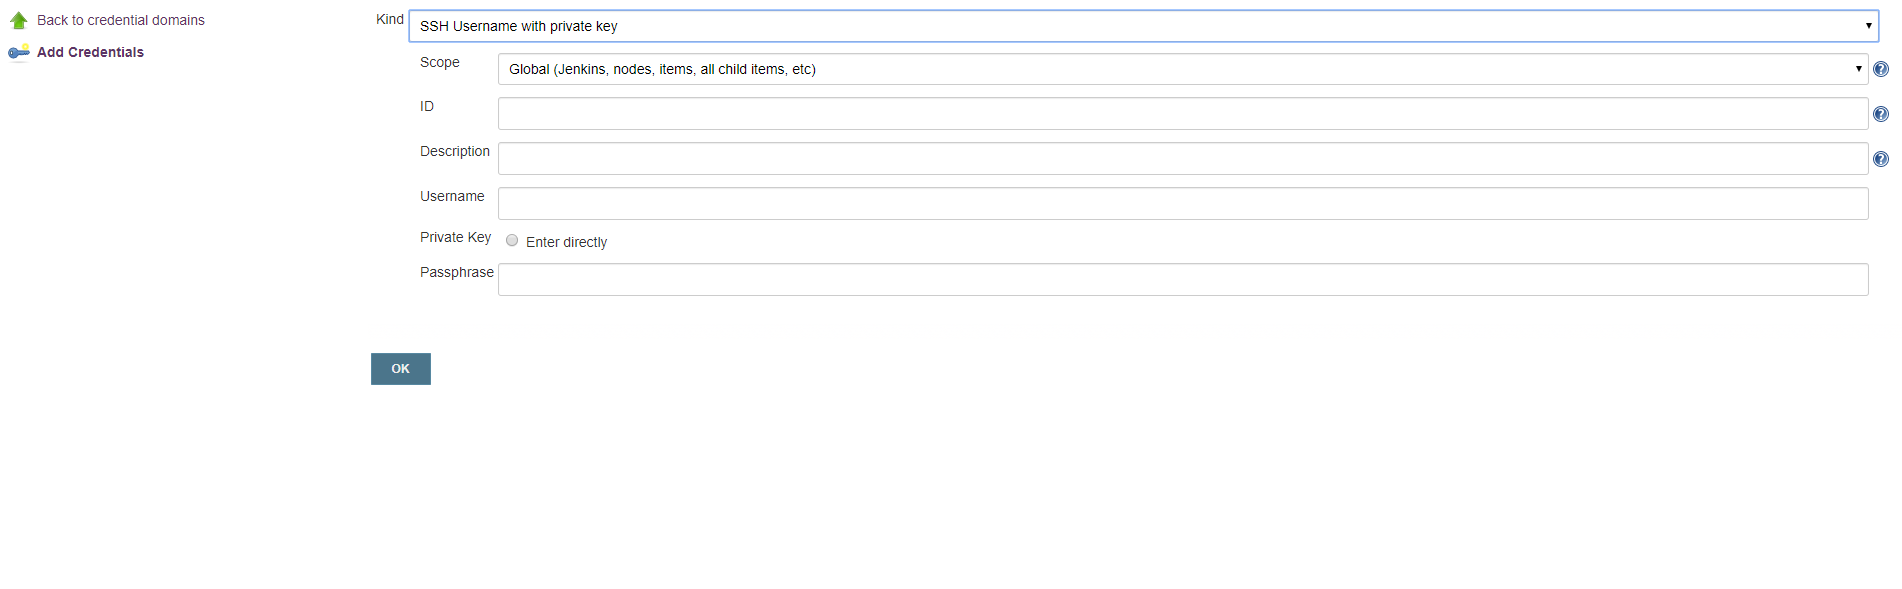 Back to credential domains
Add Credentials
Kind SSH Username with private key
Scope Global (Jenkins, nodes, items, all child items, etc)
ID
Description
Username
Private Key Enter directly
Passphrase
OK